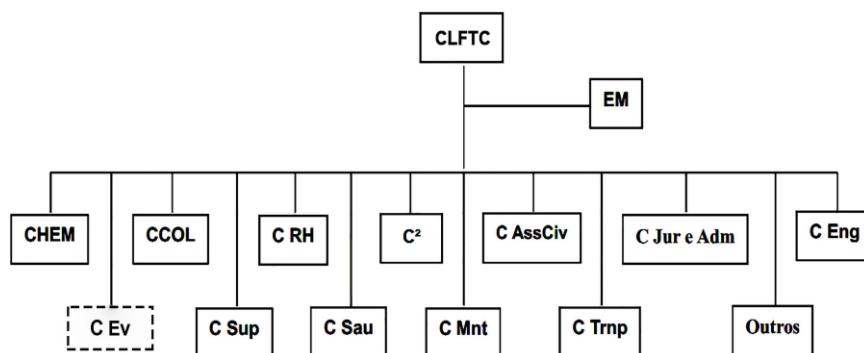 CLFTC
EM
CHEM
CCOL
C RH
C²
C AssCiv
C Jur e Adm
C Eng
C Ev
C Sup
C Sau
C Mnt
C Trnp
Outros